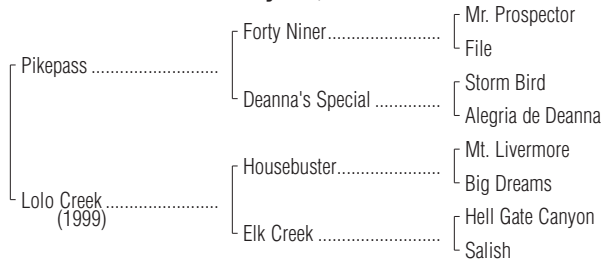 Mr. Prospector
Forty Niner......................
File
Pikepass .........................
Storm Bird
Deanna's Special .............
Alegria de Deanna
Mt. Livermore
Housebuster.....................
Big Dreams
Lolo Creek ......................
(1999)
Hell Gate Canyon
Elk Creek ........................
Salish